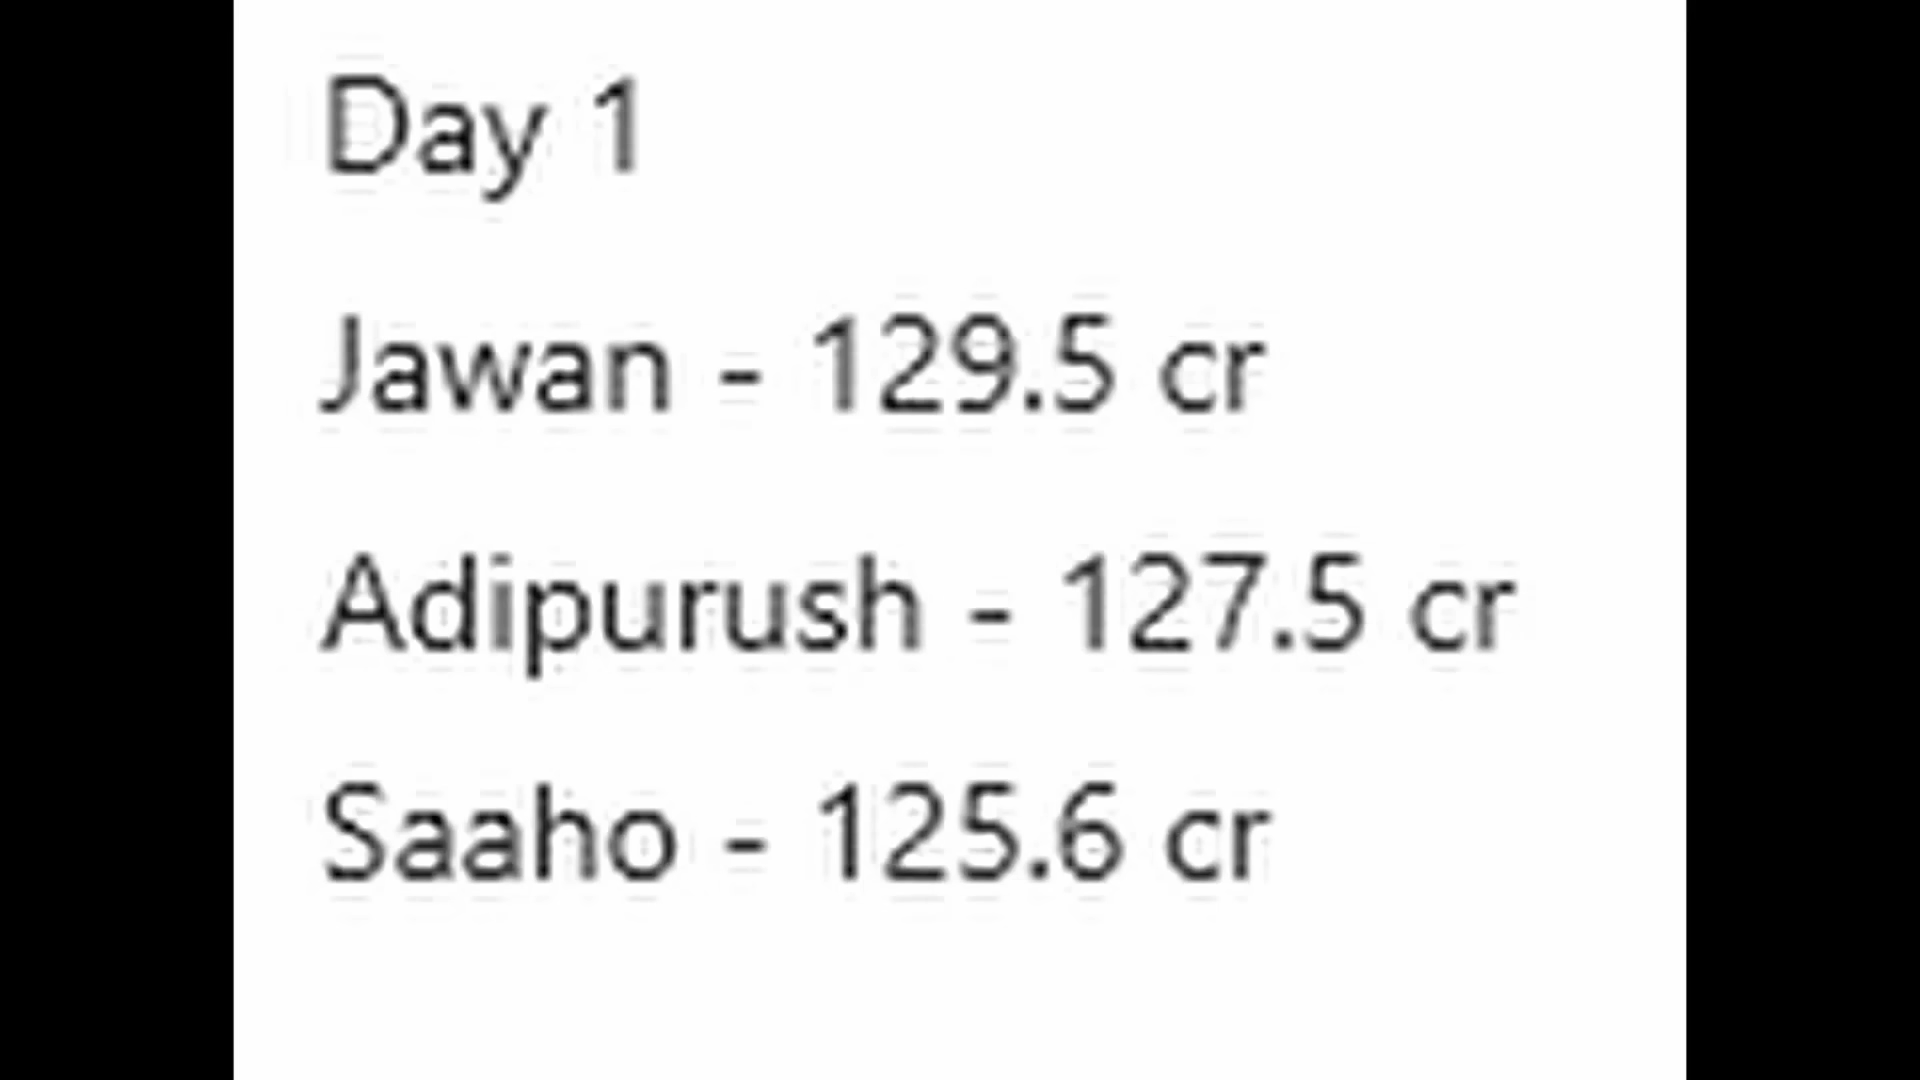 Day 1
Jawan - 129.5 cr
Adipurush - 127.5 cr
Saaho - 125.6 cr